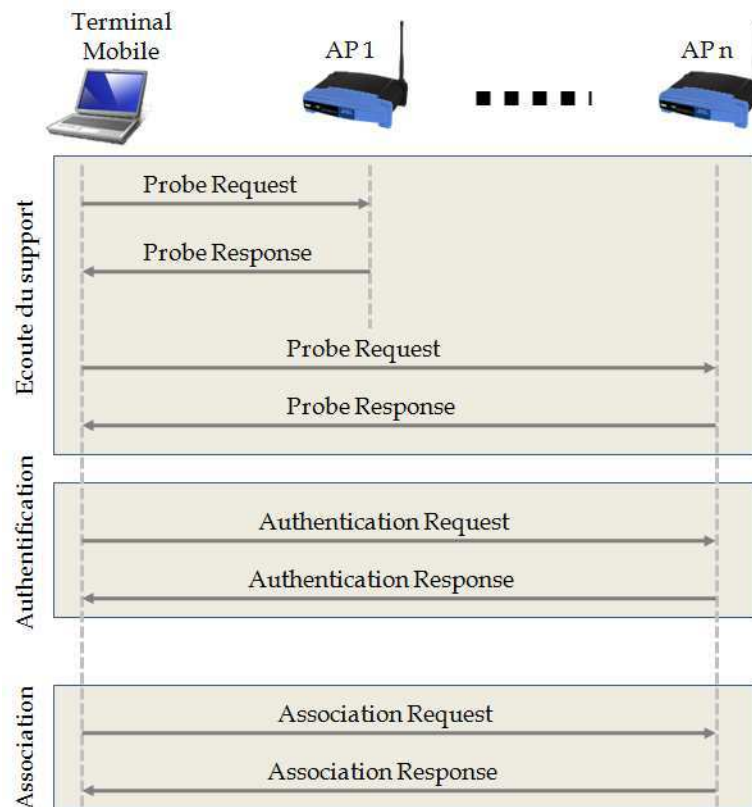 Terminal
Mobile
AP 1
AP n
Ecoute du support
Probe Request
Probe Response
Probe Request
Probe Response
Authentification
Authentication Request
Authentication Response
Association
Association Request
Association Response